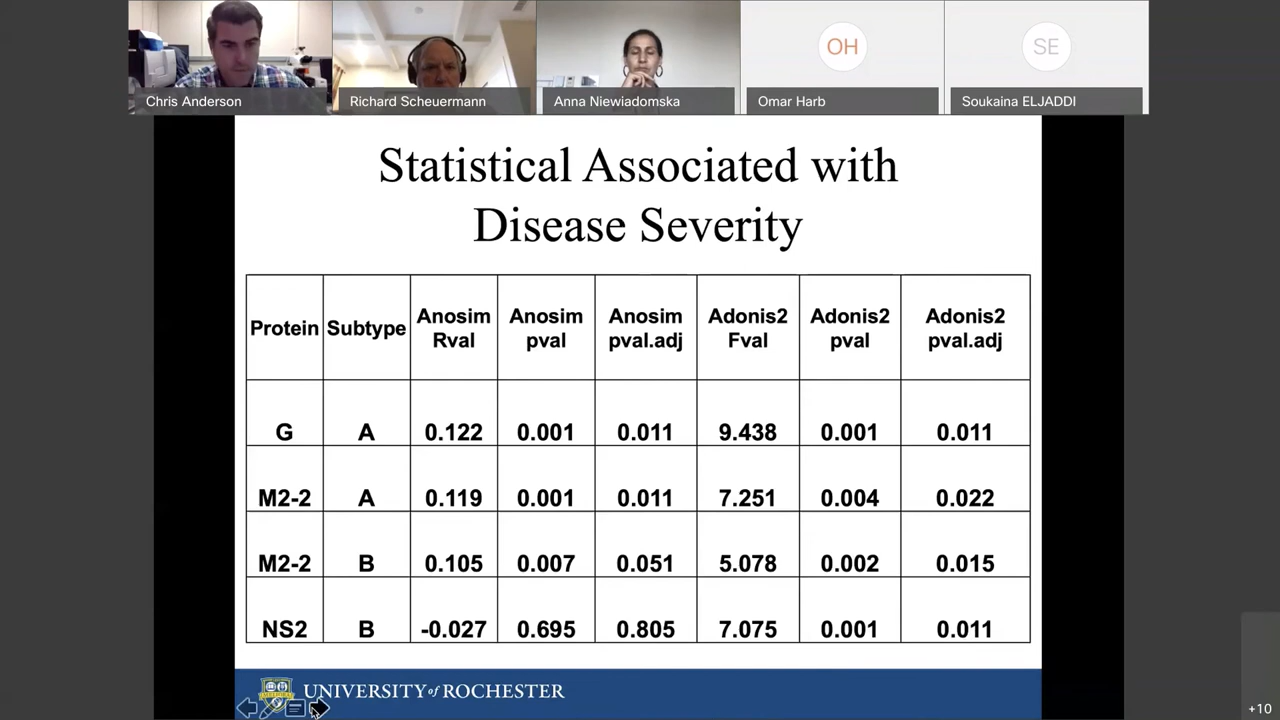 OH
SE
Chris Anderson
Richard Scheuermann
Anna Niewiadomska
Omar Harb
Soukaina ELJADDI
Statistical Associated with
Disease Severity
Protein Subtype Anosim Rval Anosim pval Anosim pval.adj Adonis2 Fval Adonis2 pval Adonis2 pval.adj
G A 0.122 0.001 0.011 9.438 0.001 0.011
M2-2 A 0.119 0.001 0.011 7.251 0.004 0.022
M2-2 B 0.105 0.007 0.051 5.078 0.002 0.015
NS2 B -0.027 0.695 0.805 7.075 0.001 0.011
UNIVERSITY of ROCHESTER
+10